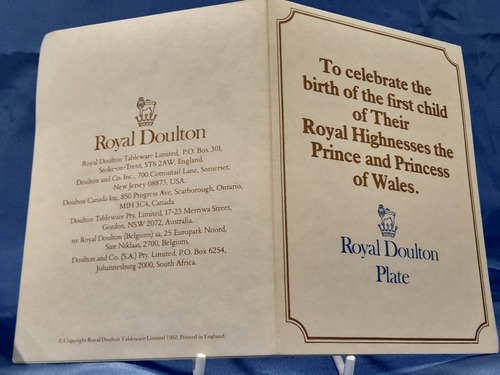 Royal Doulton
Royal Doulton Tableware Limited, P.O. Box 301,
Stoke-on-Trent, ST6 2AW, England.
Doulton and Co. Inc., 700 Cottontail Lane, Somerset,
New Jersey 08873, USA.
Doulton Canada Inc. 850 Progress Ave, Scarborough, Ontario,
M1H 3C4, Canada.
Doulton Tableware Pty. Limited, 17-23 Merriwa Street,
Gordon, NSW 2072, Australia.
nv Royal Doulton (Belgium) sa, 25 Europark Noord,
Sint Niklaas, 2700, Belgium.
Doulton and Co. (S.A.) Pty. Limited, P.O. Box 6254,
Johannesburg 2000, South Africa.
© Copyright Royal Doulton Tableware Limited 1982. Printed in England.
To celebrate the
birth of the first child
of Their
Royal Highnesses the
Prince and Princess
of Wales.
Royal Doulton
Plate